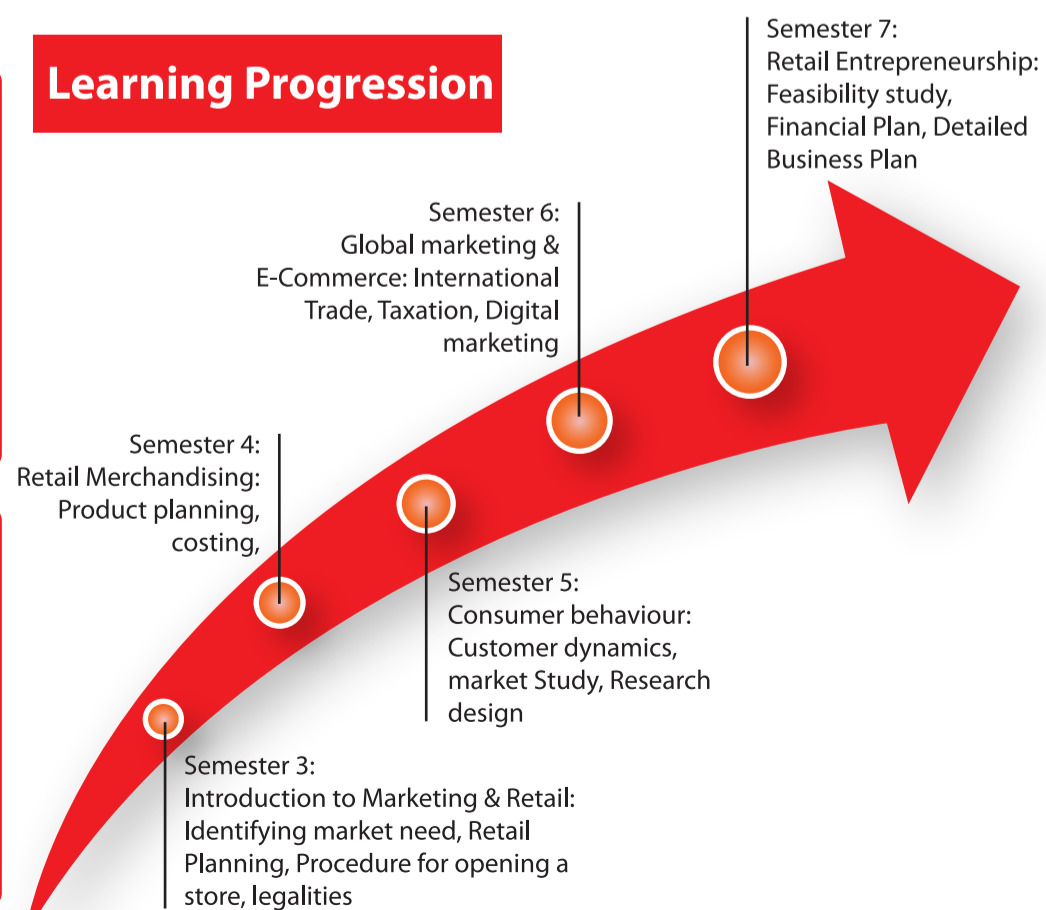 Learning Progression
Semester 7:
Retail Entrepreneurship:
Feasibility study,
Financial Plan, Detailed
Business Plan
Semester 6:
Global marketing &
E-Commerce: International
Trade, Taxation, Digital
marketing
Semester 4:
Retail Merchandising:
Product planning,
costing,
Semester 5:
Consumer behaviour:
Customer dynamics,
market Study, Research
design
Semester 3:
Introduction to Marketing & Retail:
Identifying market need, Retail
Planning, Procedure for opening a
store, legalities